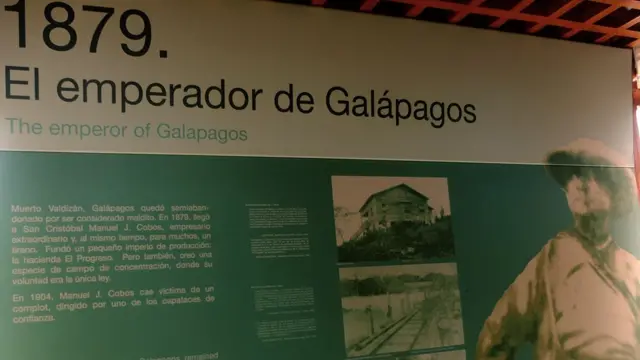 1879.
El emperador de Galápagos
The emperor of Galapagos
Muerto Valdizán, Galápagos quedó semiaban-
donado por ser considerado maldito. En 1879, llegó
a San Cristóbal Manuel J. Cobos, empresario
extraordinario y, al mismo tiempo, para muchos, un
tirano. Fundó un pequeño imperio de producción:
la hacienda El Progreso. Pero también, creo una
especie de campo de concentración, donde su
voluntad era la única ley.
En 1904, Manuel J. Cobos cae víctima de un
complot, dirigido por uno de los capataces de
confianza.
Galapagos remained